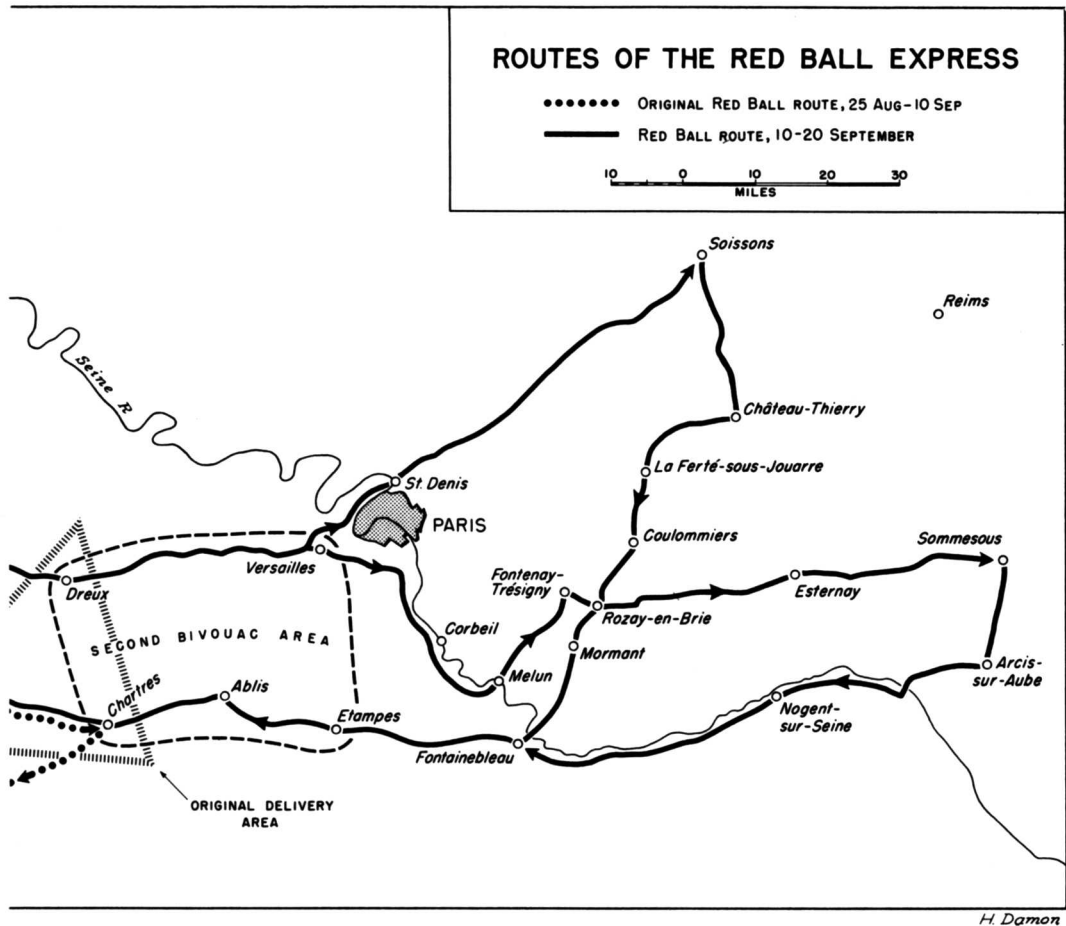 ROUTES OF THE RED BALL EXPRESS
ORIGINAL RED BALL ROUTE, 25 AUG-10 SEP
RED BALL ROUTE, 10-20 SEPTEMBER
10 0 10 20 30
MILES
Soissons
Reims
Seine R
Château-Thierry
La Ferté-sous-Jouarre
St. Denis
PARIS
Coulommiers
Sommesous
Versailles
Dreux
Fontenay-
Trésigny
Esternay
Rozay-en-Brie
SECOND BIVOUAC AREA
Corbeil
Mormant
Melun
Arcis-
sur-Aube
Ablis
Chartres
Etampes
Nogent-
sur-Seine
Fontainebleau
ORIGINAL DELIVERY
AREA
H. Damon